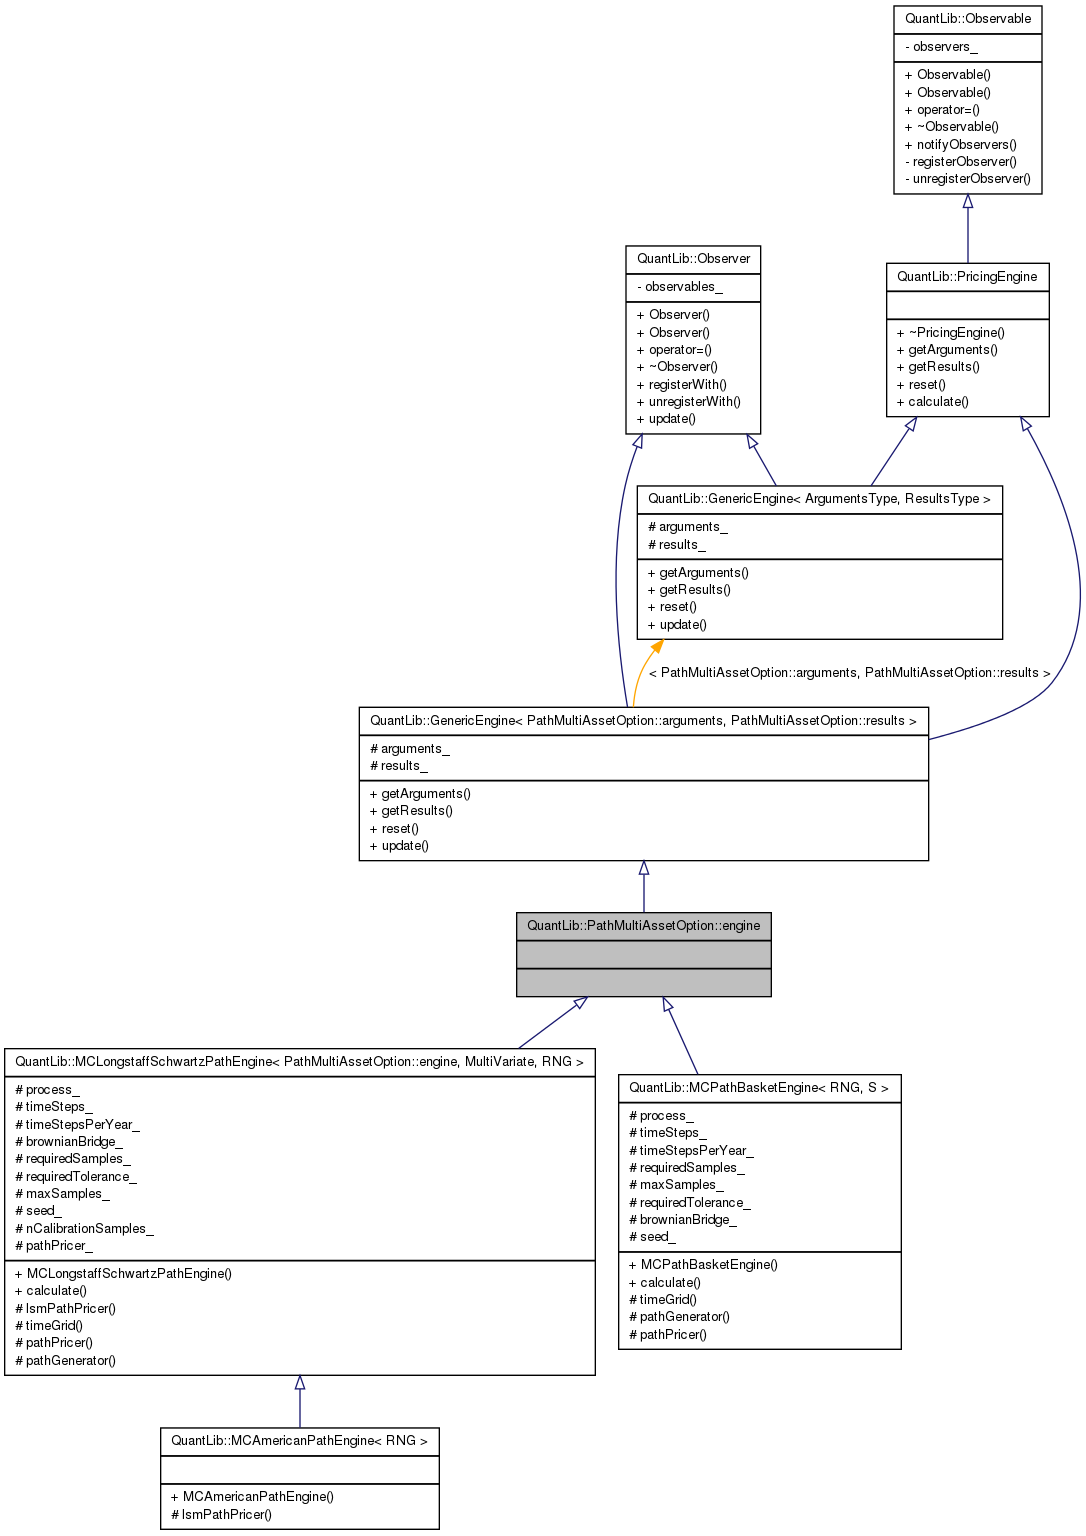 QuantLib::Observable
- observers_
+ Observable()
+ Observable()
+ operator=()
+ ~Observable()
+ notifyObservers()
- registerObserver()
- unregisterObserver()
QuantLib::Observer
- observables_
+ Observer()
+ Observer()
+ operator=()
+ ~Observer()
+ registerWith()
+ unregisterWith()
+ update()
QuantLib::PricingEngine
+ ~PricingEngine()
+ getArguments()
+ getResults()
+ reset()
+ calculate()
QuantLib::GenericEngine< ArgumentsType, ResultsType >
# arguments_
# results_
+ getArguments()
+ getResults()
+ reset()
+ update()
< PathMultiAssetOption::arguments, PathMultiAssetOption::results >
QuantLib::GenericEngine< PathMultiAssetOption::arguments, PathMultiAssetOption::results >
# arguments_
# results_
+ getArguments()
+ getResults()
+ reset()
+ update()
QuantLib::PathMultiAssetOption::engine
QuantLib::MCLongstaffSchwartzPathEngine< PathMultiAssetOption::engine, MultiVariate, RNG >
# process_
# timeSteps_
# timeStepsPerYear_
# brownianBridge_
# requiredSamples_
# requiredTolerance_
# maxSamples_
# seed_
# nCalibrationSamples_
# pathPricer_
+ MCLongstaffSchwartzPathEngine()
+ calculate()
# lsmPathPricer()
# timeGrid()
# pathPricer()
# pathGenerator()
QuantLib::MCPathBasketEngine< RNG, S >
# process_
# timeSteps_
# timeStepsPerYear_
# requiredSamples_
# maxSamples_
# requiredTolerance_
# brownianBridge_
# seed_
+ MCPathBasketEngine()
+ calculate()
# timeGrid()
# pathGenerator()
# pathPricer()
QuantLib::MCAmericanPathEngine< RNG >
+ MCAmericanPathEngine()
# lsmPathPricer()